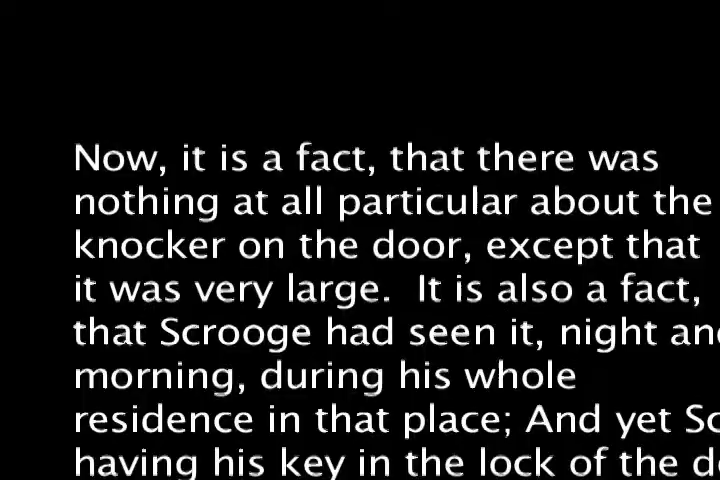 Now, it is a fact, that there was
nothing at all particular about the
knocker on the door, except that
it was very large.  It is also a fact,
that Scrooge had seen it, night
morning, during his whole
residence in that place; And yet
having his key in the lock of the